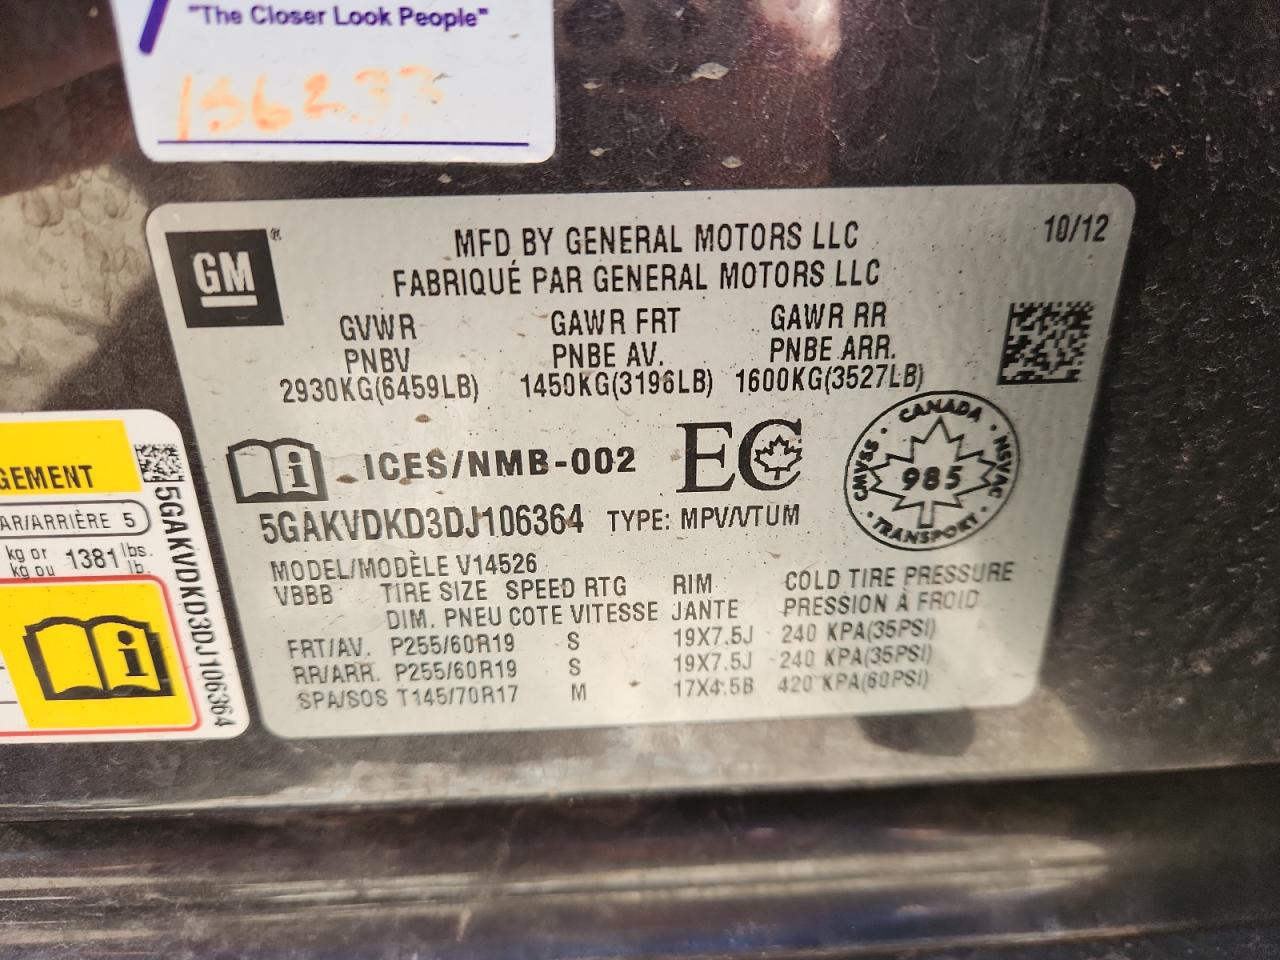 "The Closer Look People"
156233
GM
®
10/12
MFD BY GENERAL MOTORS LLC
FABRIQUÉ PAR GENERAL MOTORS LLC
GVWR GAWR FRT GAWR RR
PNBV PNBE AV. PNBE ARR.
2930KG(6459LB) 1450KG(3196LB) 1600KG(3527LB)
i ICES/NMB-002 EC
CANADA
CMVSS • NSVAC
985
TRANSPORT
5GAKVDKD3DJ106364 TYPE: MPV/VTUM
MODEL/MODÈLE V14526
VBBB TIRE SIZE SPEED RTG RIM COLD TIRE PRESSURE
DIM. PNEU COTE VITESSE JANTE PRESSION À FROID
FRT/AV. P255/60R19 S 19X7.5J 240 KPA(35PSI)
RR/ARR. P255/60R19 S 19X7.5J 240 KPA(35PSI)
SPA/SOS T145/70R17 M 17X4.5B 420 KPA(60PSI)
GEMENT
AR/ARRIÈRE 5
kg or 1381 lbs.
kg ou lb.
i
5GAKVDKD3DJ106364